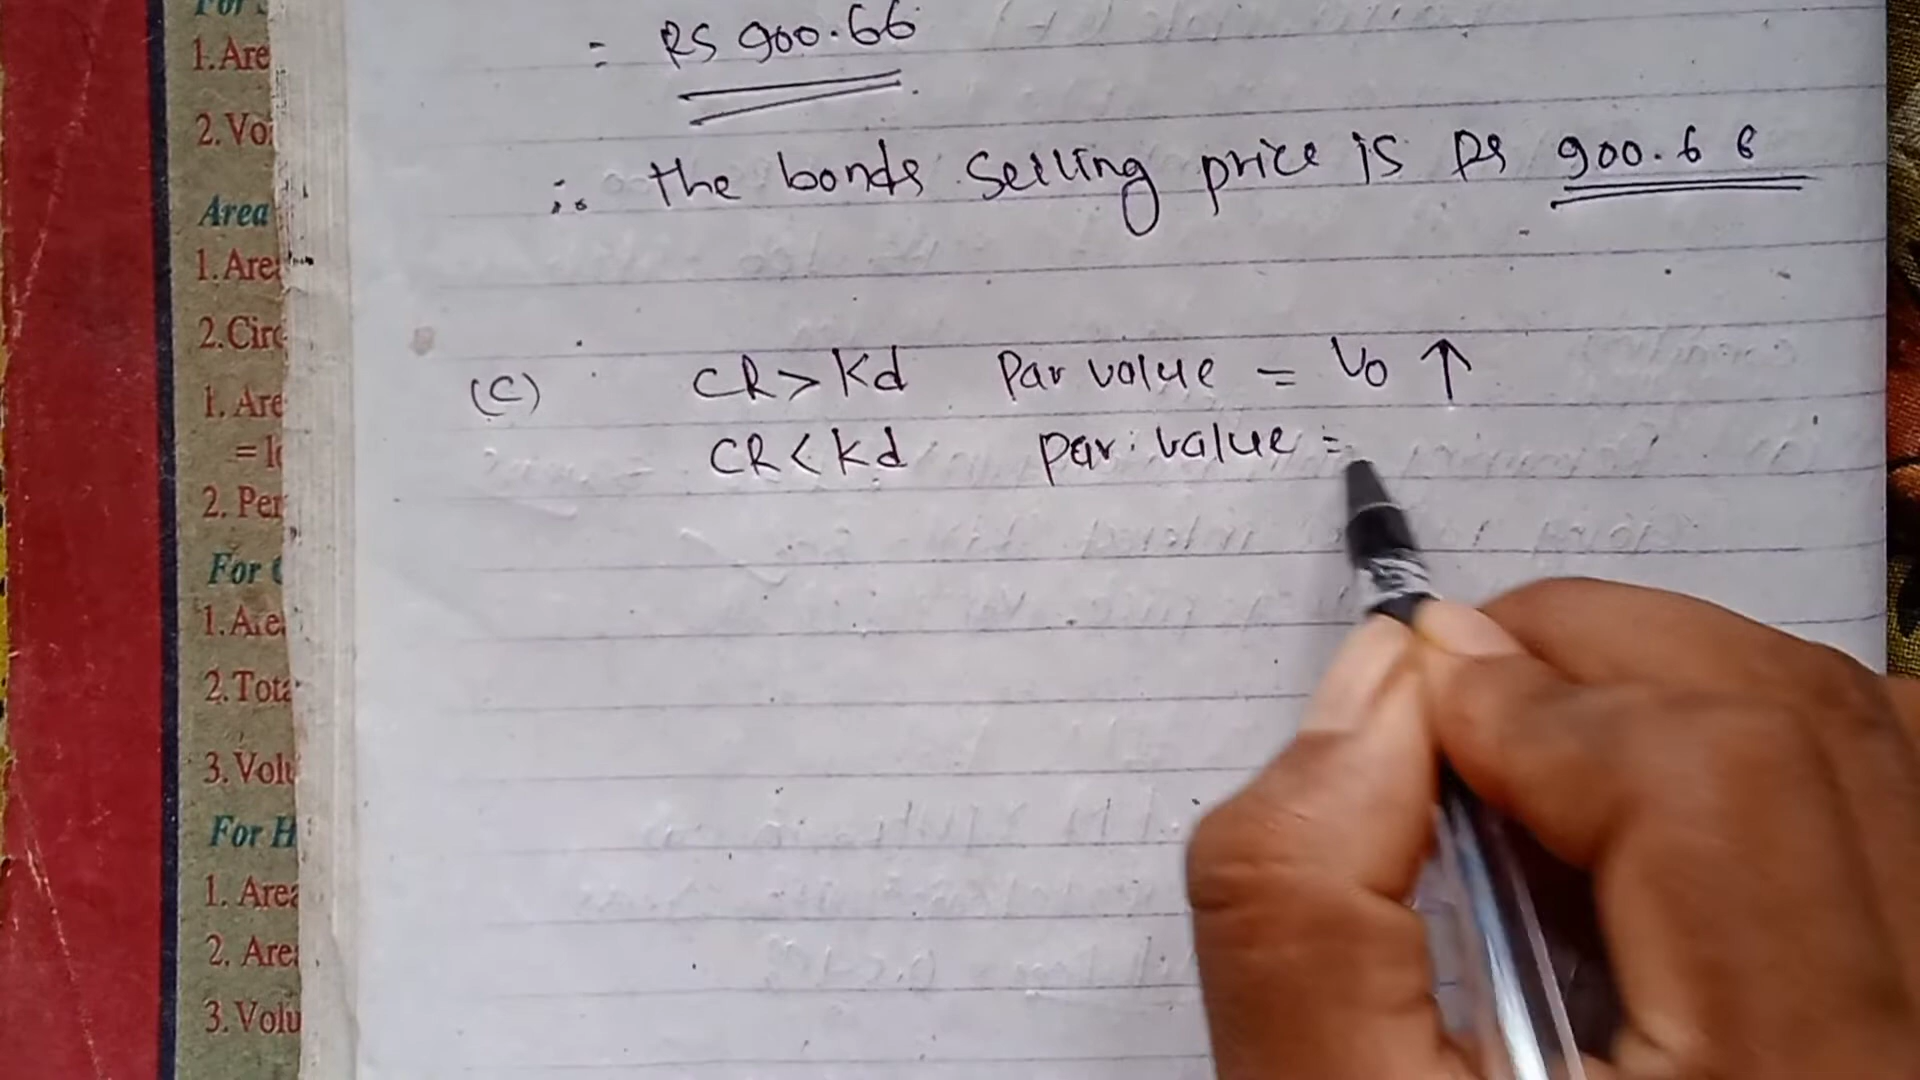 For
1. Are
2. Vo
Area
1. Are
2. Circ
1. Are
=
2. Per
For
1. Are
2. Tota
3. Volu
For H
1. Area
2. Area
3. Volu
= RS 900.66
∴ the bonds selling price is Rs 900.66
(C) CR > Kd Par value = V0 ↑
CR < Kd par value =